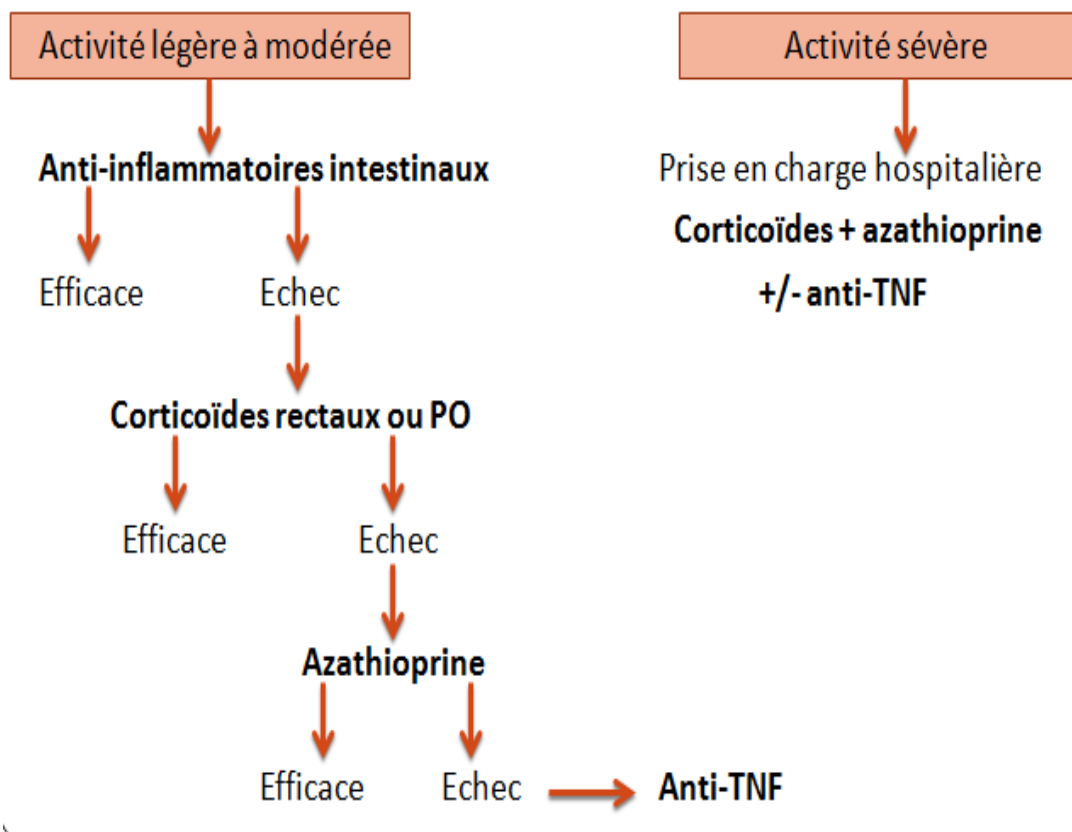 Activité légère à modérée
Anti-inflammatoires intestinaux
Efficace
Echec
Corticoïdes rectaux ou PO
Efficace
Echec
Azathioprine
Efficace
Echec
Anti-TNF
Activité sévère
Prise en charge hospitalière
Corticoïdes + azathioprine
+/- anti-TNF